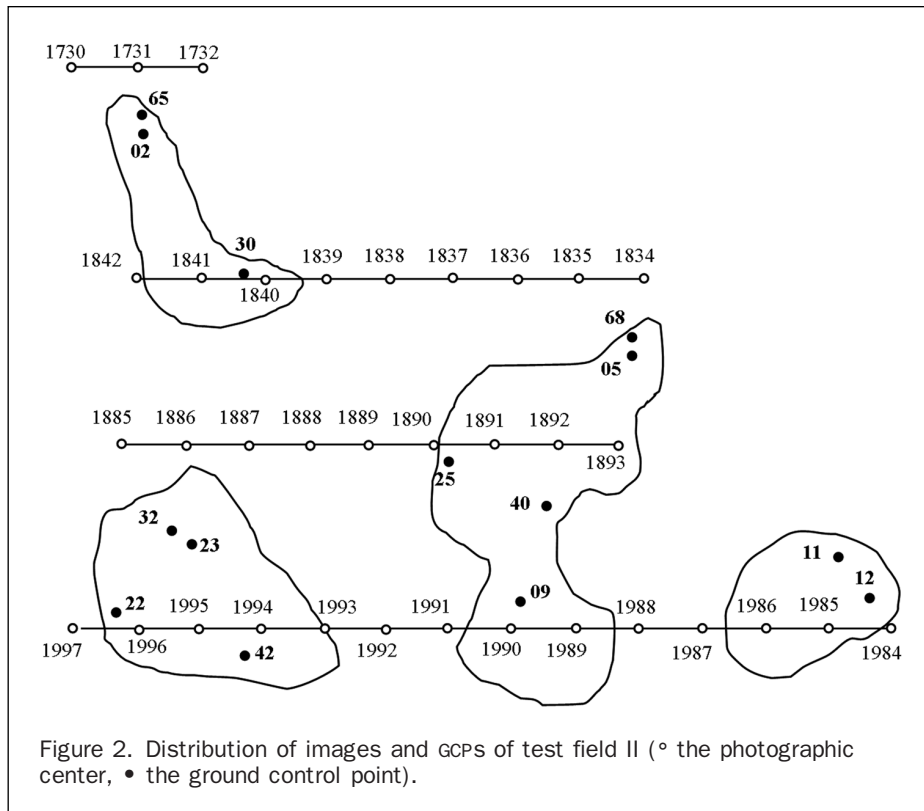 1730 1731 1732
65
02
30
1842 1841 1839 1838 1837 1836 1835 1834
1840
68
05
1885 1886 1887 1888 1889 1890 1891 1892
1893
25
40
32
23
11
12
09
22
1995 1994 1993 1991 1988 1986 1985
1997 1996 42 1992 1990 1989 1987 1984
Figure 2. Distribution of images and GCPs of test field II (° the photographic
center, • the ground control point).